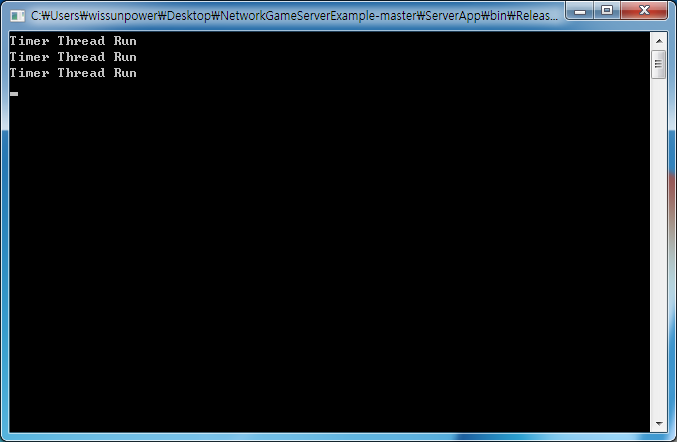 C:₩Users₩wissunpower₩Desktop₩NetworkGameServerExample-master₩ServerApp₩bin₩Releas...
Timer Thread Run
Timer Thread Run
Timer Thread Run